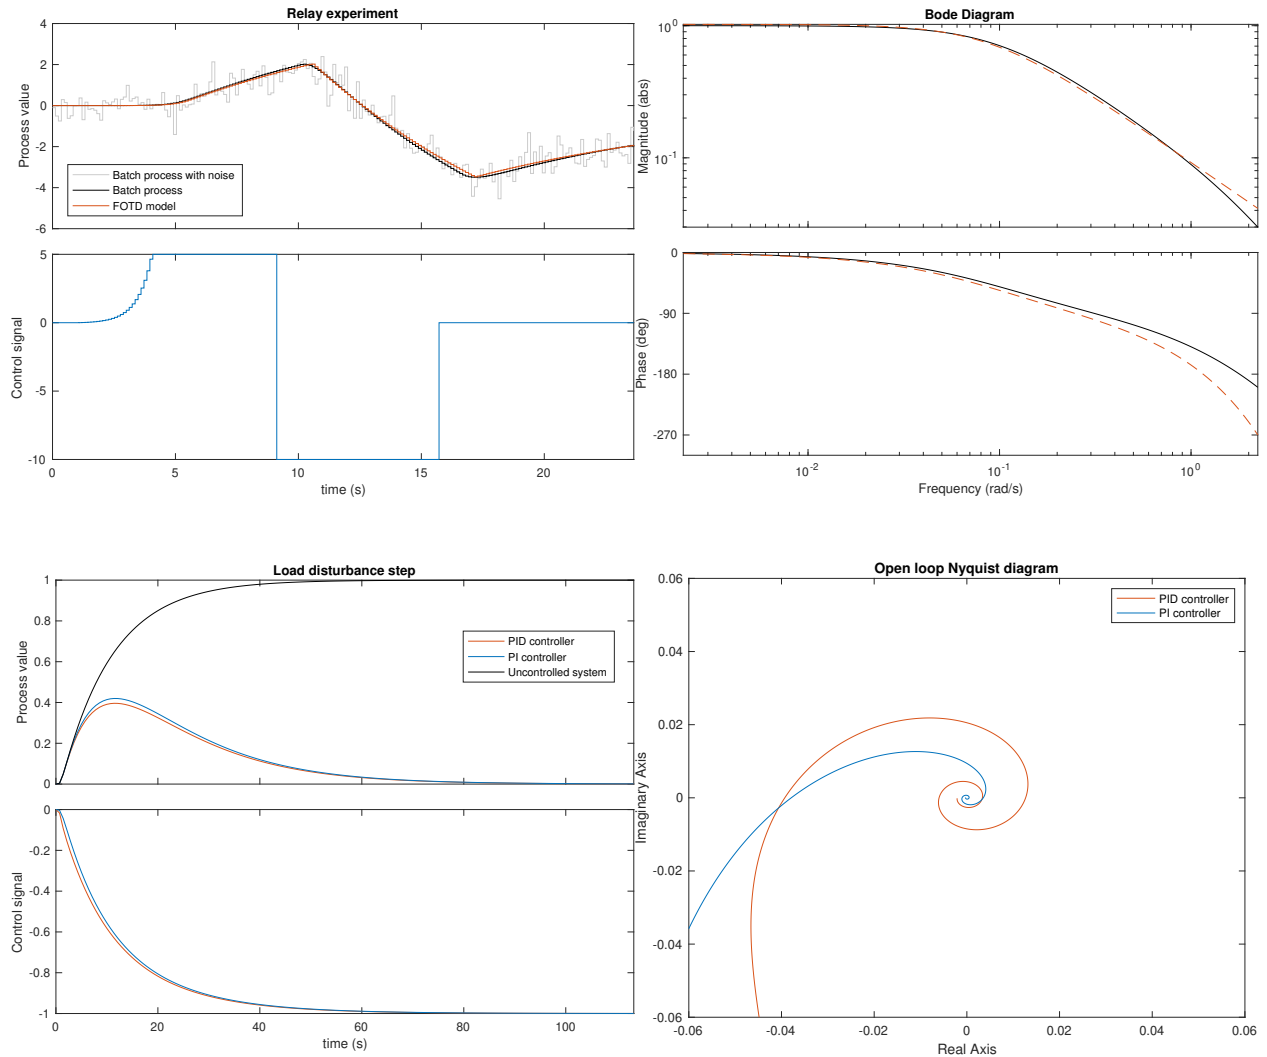 Relay experiment
4
2
0
-2
-4
-6
Process value
Batch process with noise
Batch process
FOTD model
5
0
-5
-10
Control signal
0
5
10
15
20
time (s)
Bode Diagram
10^0
10^-1
Magnitude (abs)
0
-90
-180
-270
Phase (deg)
10^-2
10^-1
10^0
Frequency (rad/s)
Load disturbance step
1
0.8
0.6
0.4
0.2
0
Process value
PID controller
PI controller
Uncontrolled system
0
-0.2
-0.4
-0.6
-0.8
-1
Control signal
0
20
40
60
80
100
time (s)
Open loop Nyquist diagram
0.06
0.04
0.02
0
-0.02
-0.04
-0.06
Imaginary Axis
PID controller
PI controller
-0.06
-0.04
-0.02
0
0.02
0.04
0.06
Real Axis